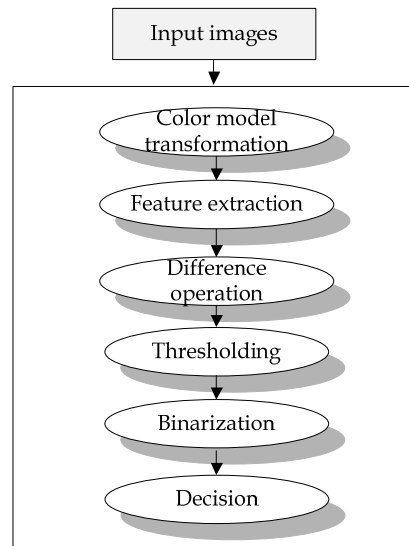 Input images
Color model
transformation
Feature extraction
Difference
operation
Thresholding
Binarization
Decision